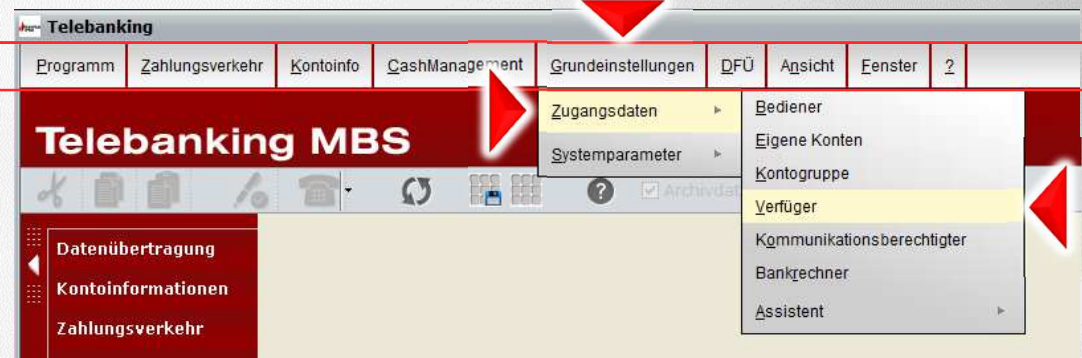 Telebanking
Programm Zahlungsverkehr Kontoinfo CashManagement Grundeinstellungen DFÜ Ansicht Fenster ?
Telebanking MBS
Zugangsdaten
Systemparameter
Bediener
Eigene Konten
Kontogruppe
Verfüger
Kommunikationsberechtigter
Bankrechner
Assistent
Datenübertragung
Kontoinformationen
Zahlungsverkehr